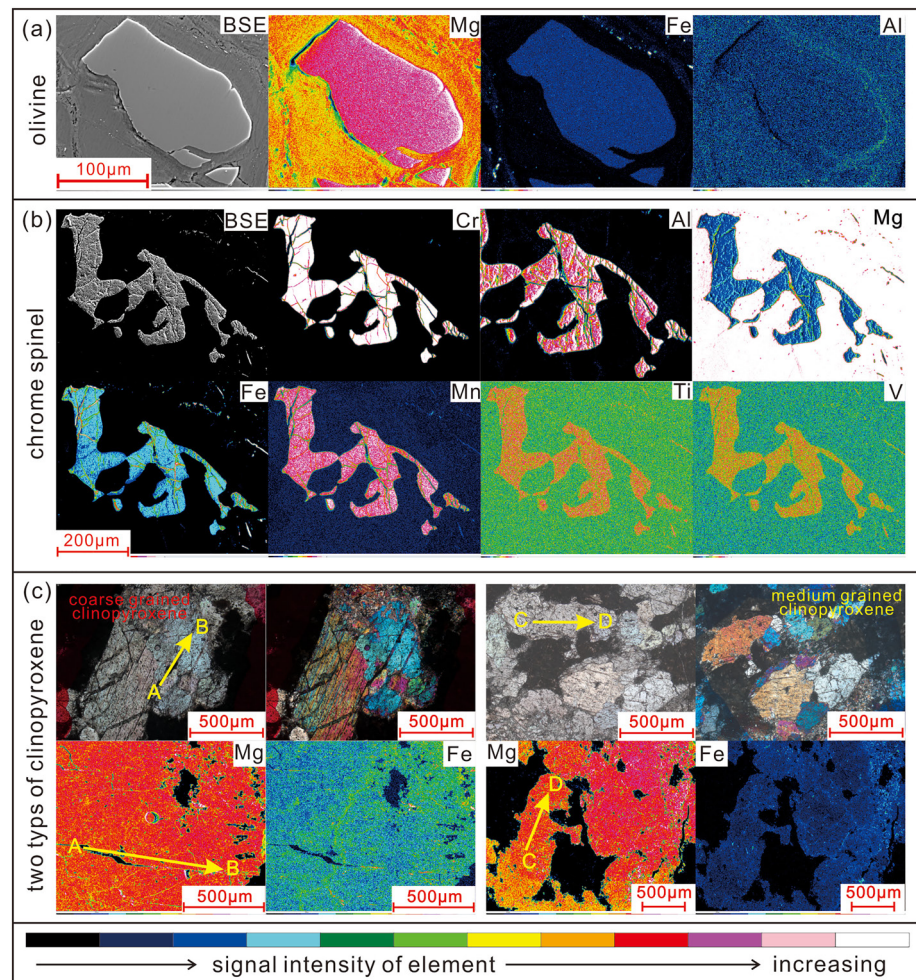 (a)
olivine
BSE
Mg
Fe
Al
100μm
(b)
chrome spinel
BSE
Cr
Al
Mg
Fe
Mn
Ti
V
200μm
(c)
two typs of clinopyroxene
coarse grained
clinopyroxene
A
B
500μm
500μm
C
D
500μm
medium grained
clinopyroxene
500μm
Mg
A
B
500μm
Fe
500μm
Mg
D
C
500μm
Fe
500μm
signal intensity of element
increasing